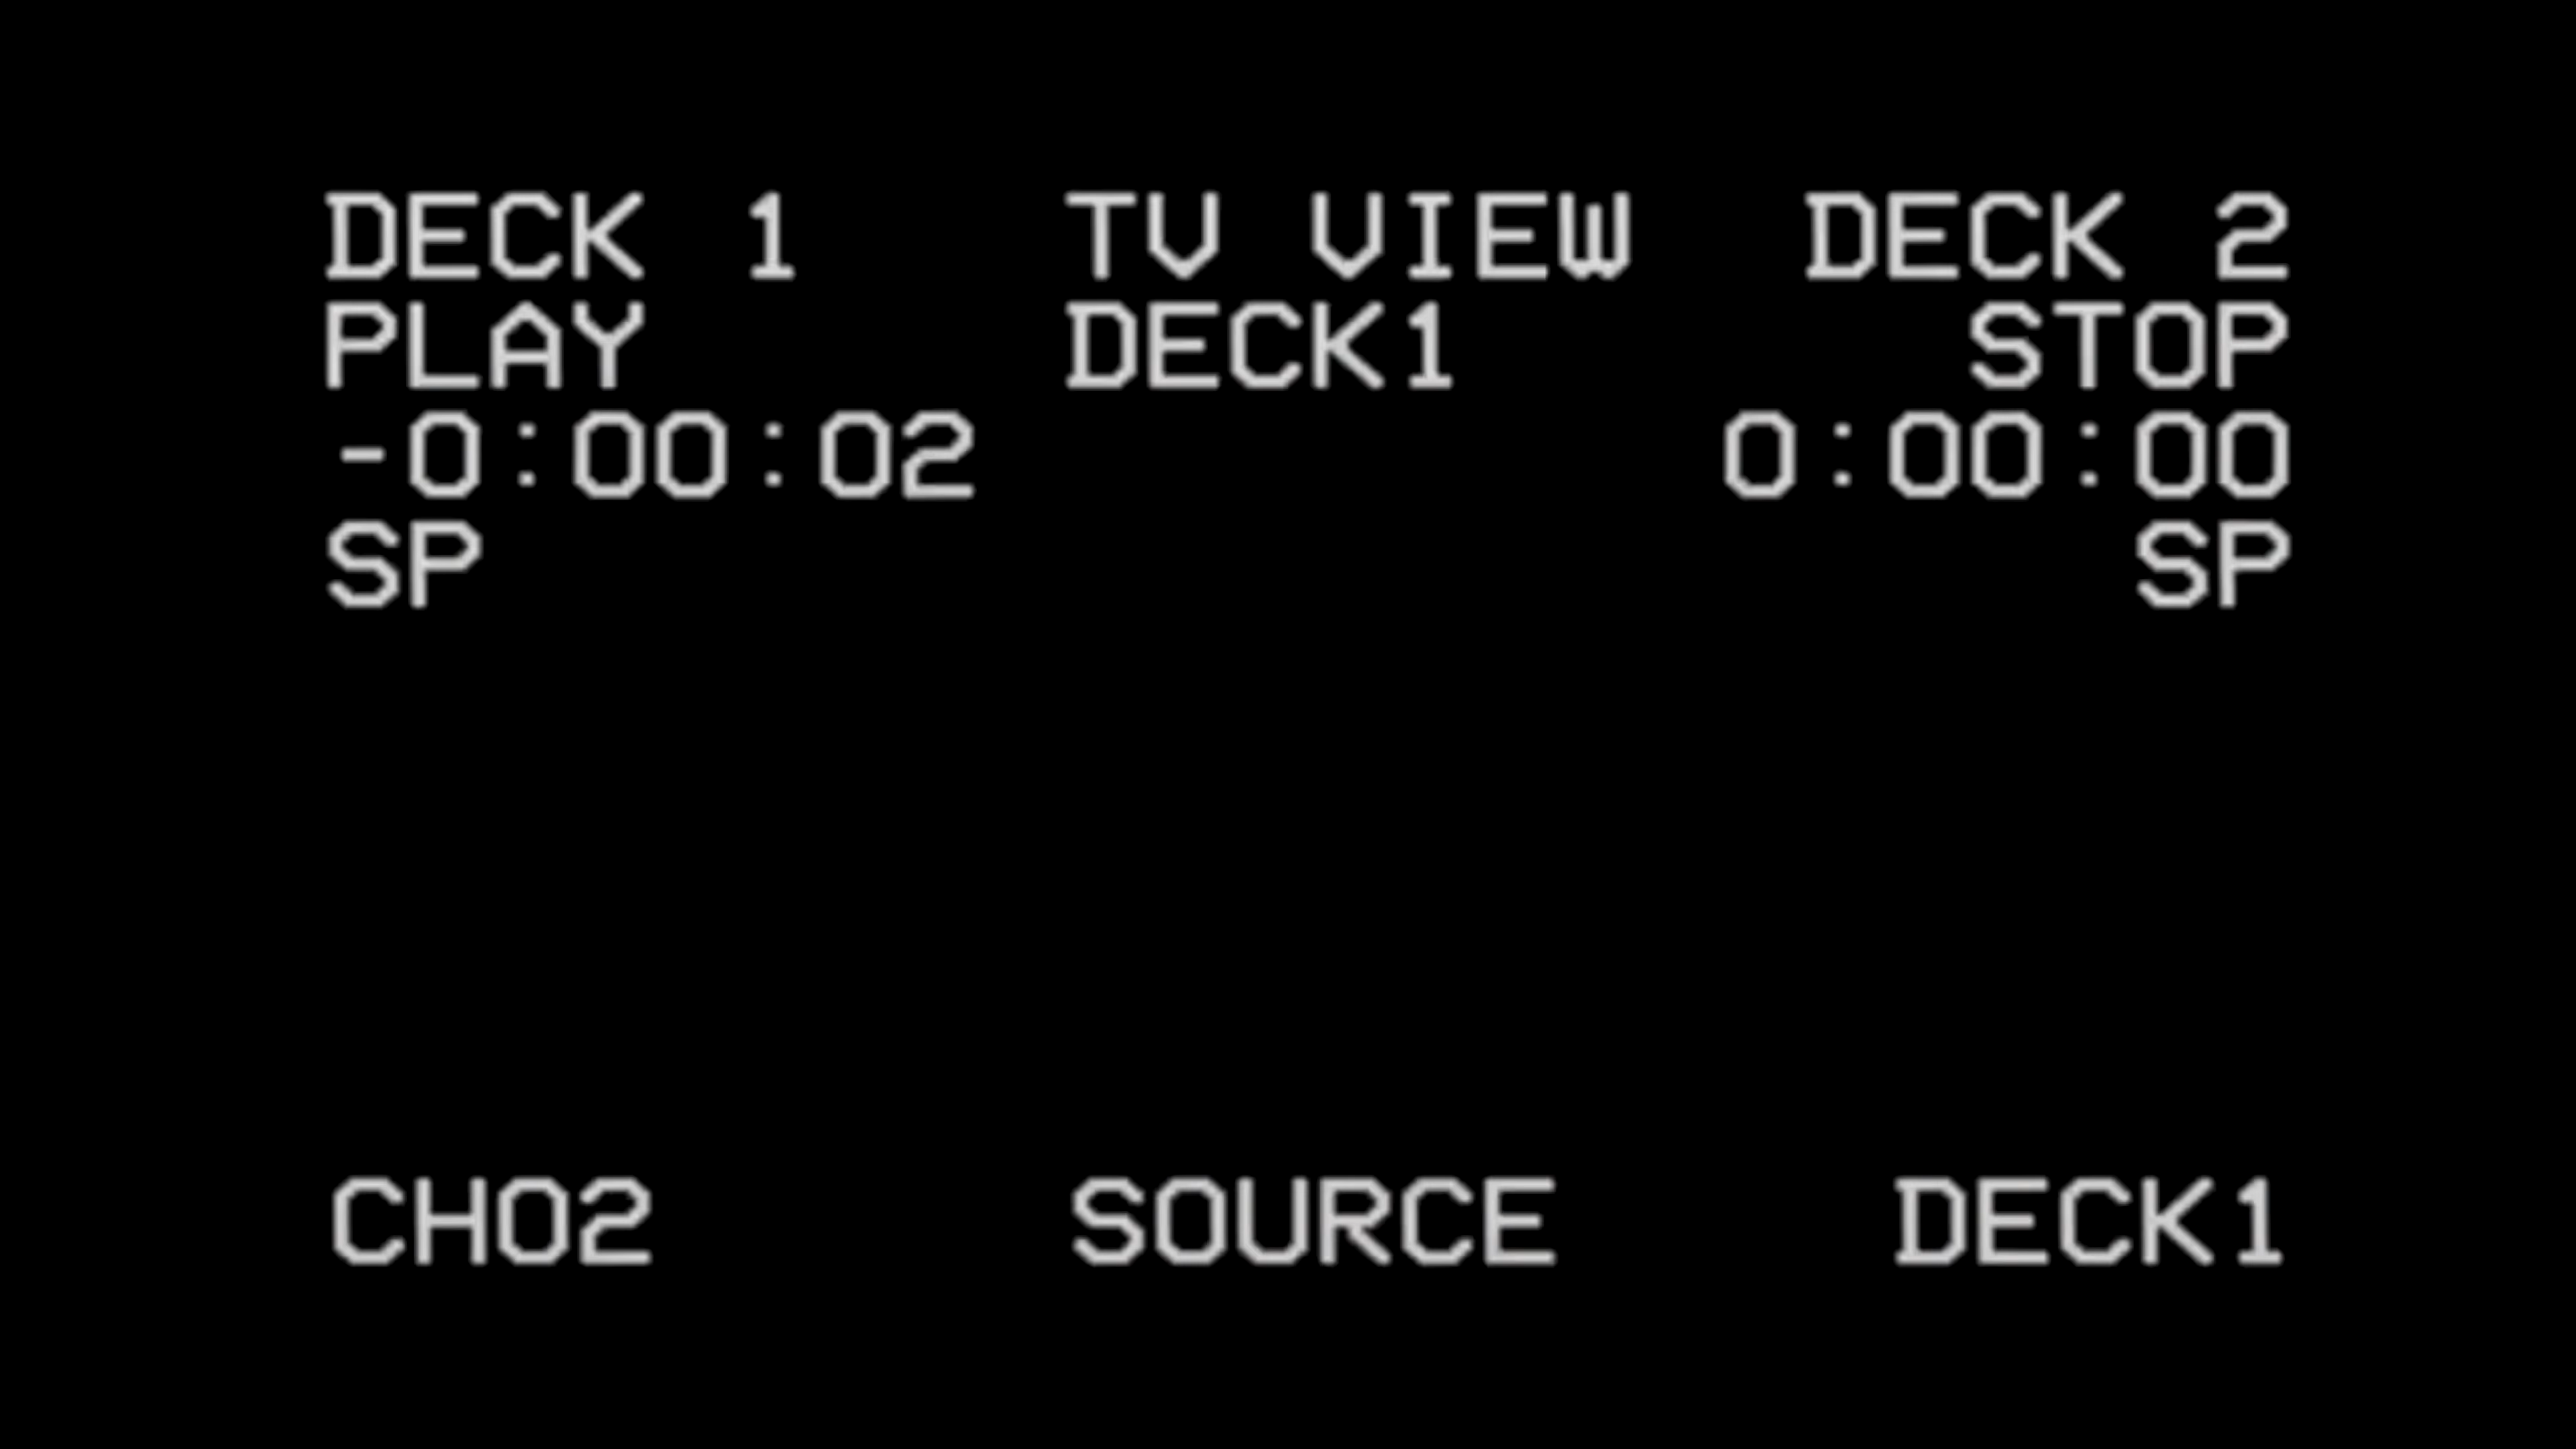 DECK 1 TV VIEW DECK 2
PLAY DECK1 STOP
-0:00:02 0:00:00
SP SP
CH02 SOURCE DECK1